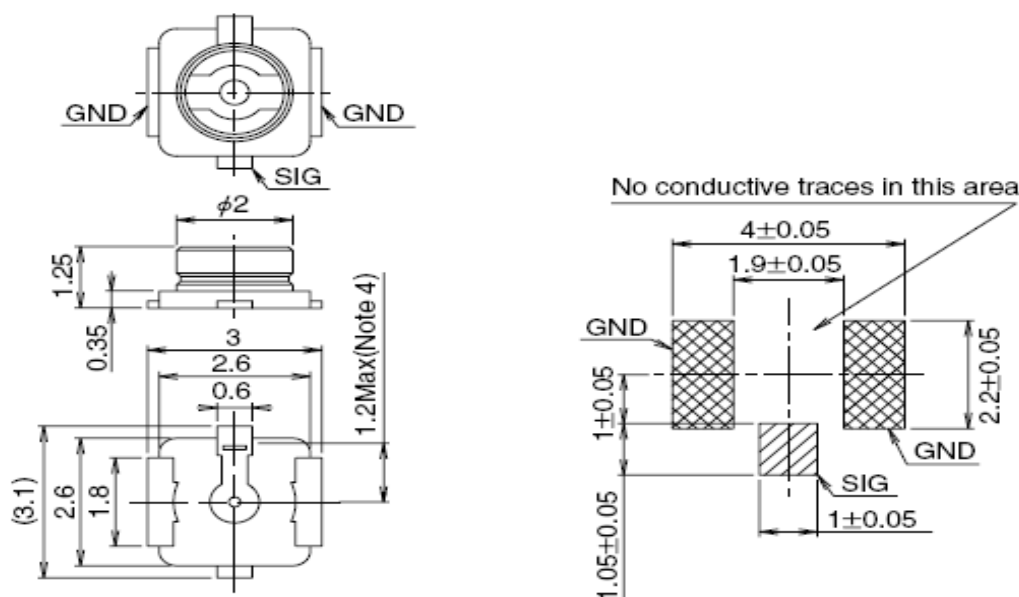 GND
GND
SIG
ϕ2
1.25
0.35
3
2.6
0.6
1.2Max(Note 4)
(3.1)
2.6
1.8
No conductive traces in this area
4±0.05
1.9±0.05
GND
1±0.05
2.2±0.05
GND
SIG
1±0.05
1.05±0.05